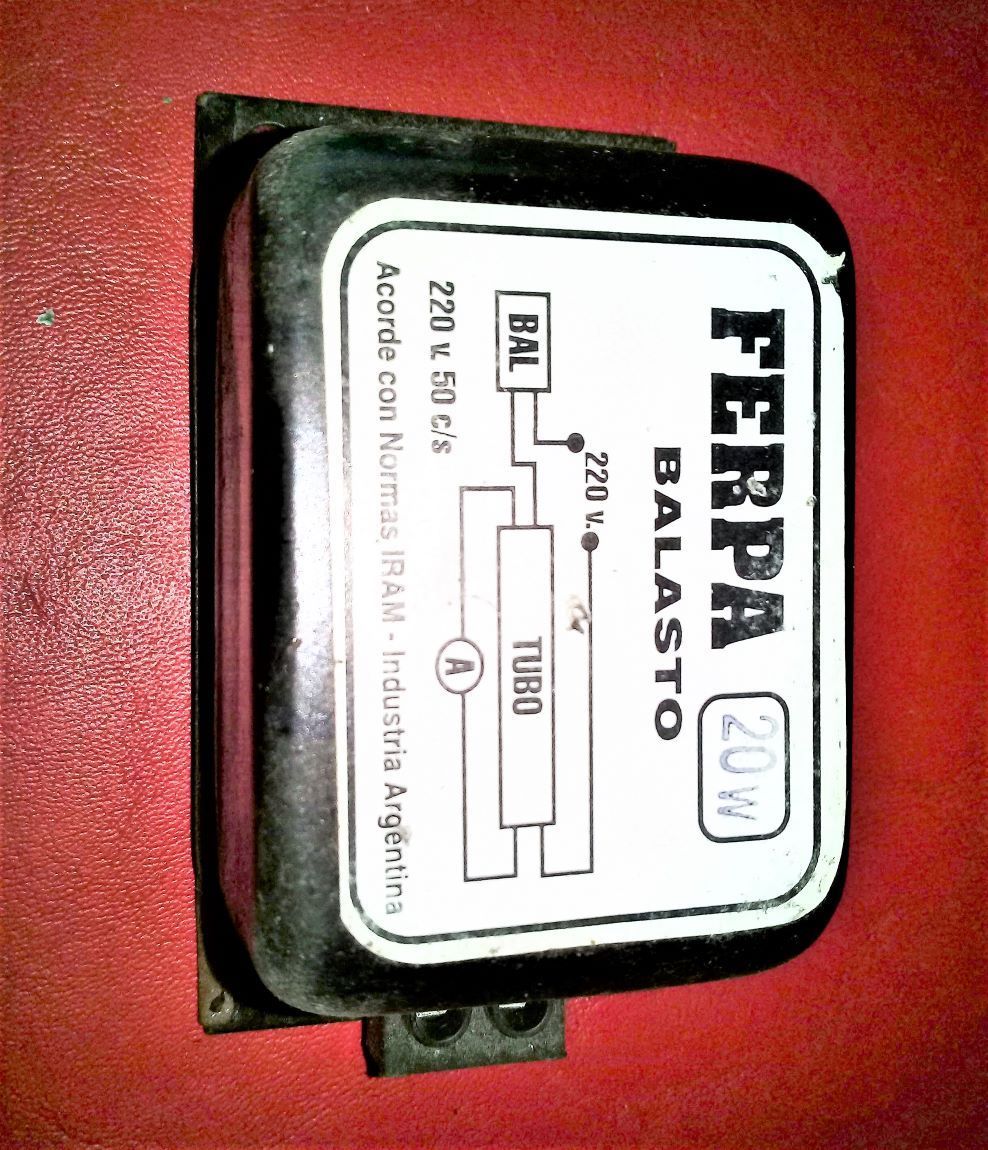 FERPA 20W
BALASTO
220 v.
BAL
TUBO
A
220 v. 50 c/s
Acorde con Normas IRAM - Industria Argentina